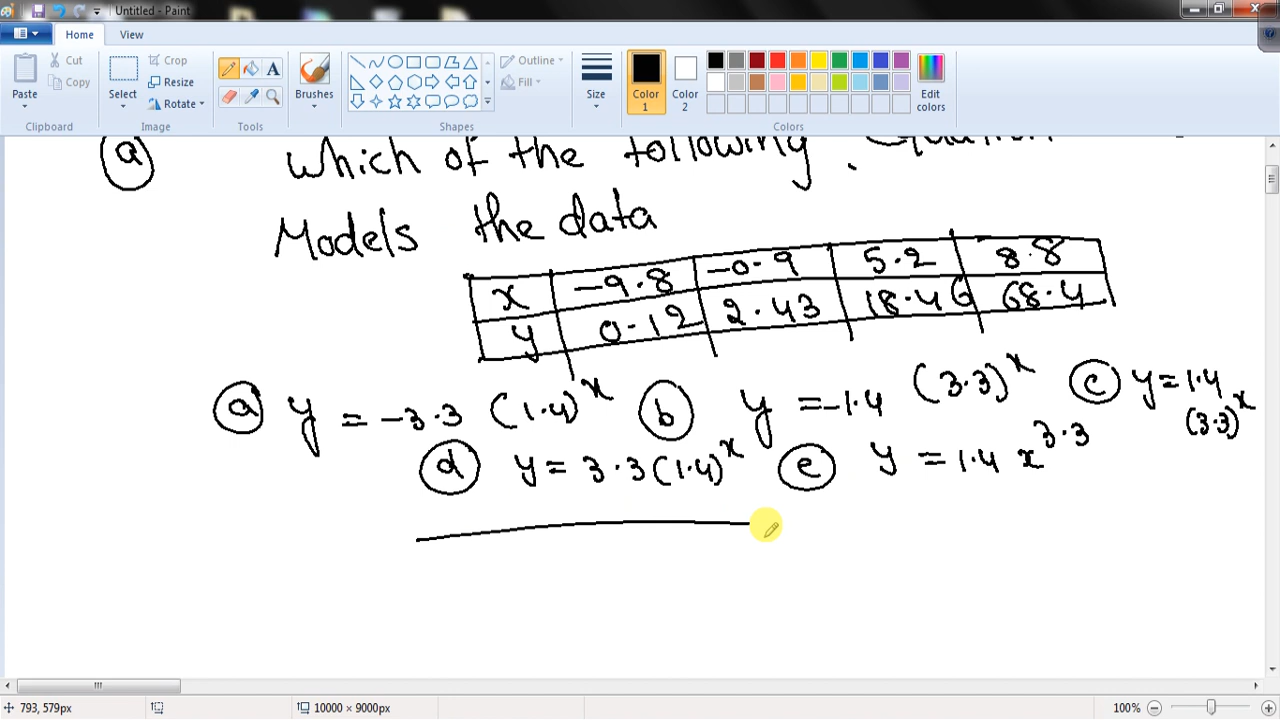 Untitled - Paint
Home View
Paste Cut Copy
Clipboard
Select Crop Resize Rotate
Image
A
Tools
Brushes
Outline Fill
Shapes
Size
Color 1
Color 2
Edit colors
Colors
a which of the following Equation
Models the data
x -9.8 -0.9 5.2 8.8
y 0.12 2.43 18.46 68.4
a y = -3.3 (1.4)^x b y = -1.4 (3.3)^x c y = 1.4 (3.3)^x
d y = 3.3 (1.4)^x e y = 1.4 x^3.3
793, 579px 10000 × 9000px 100%